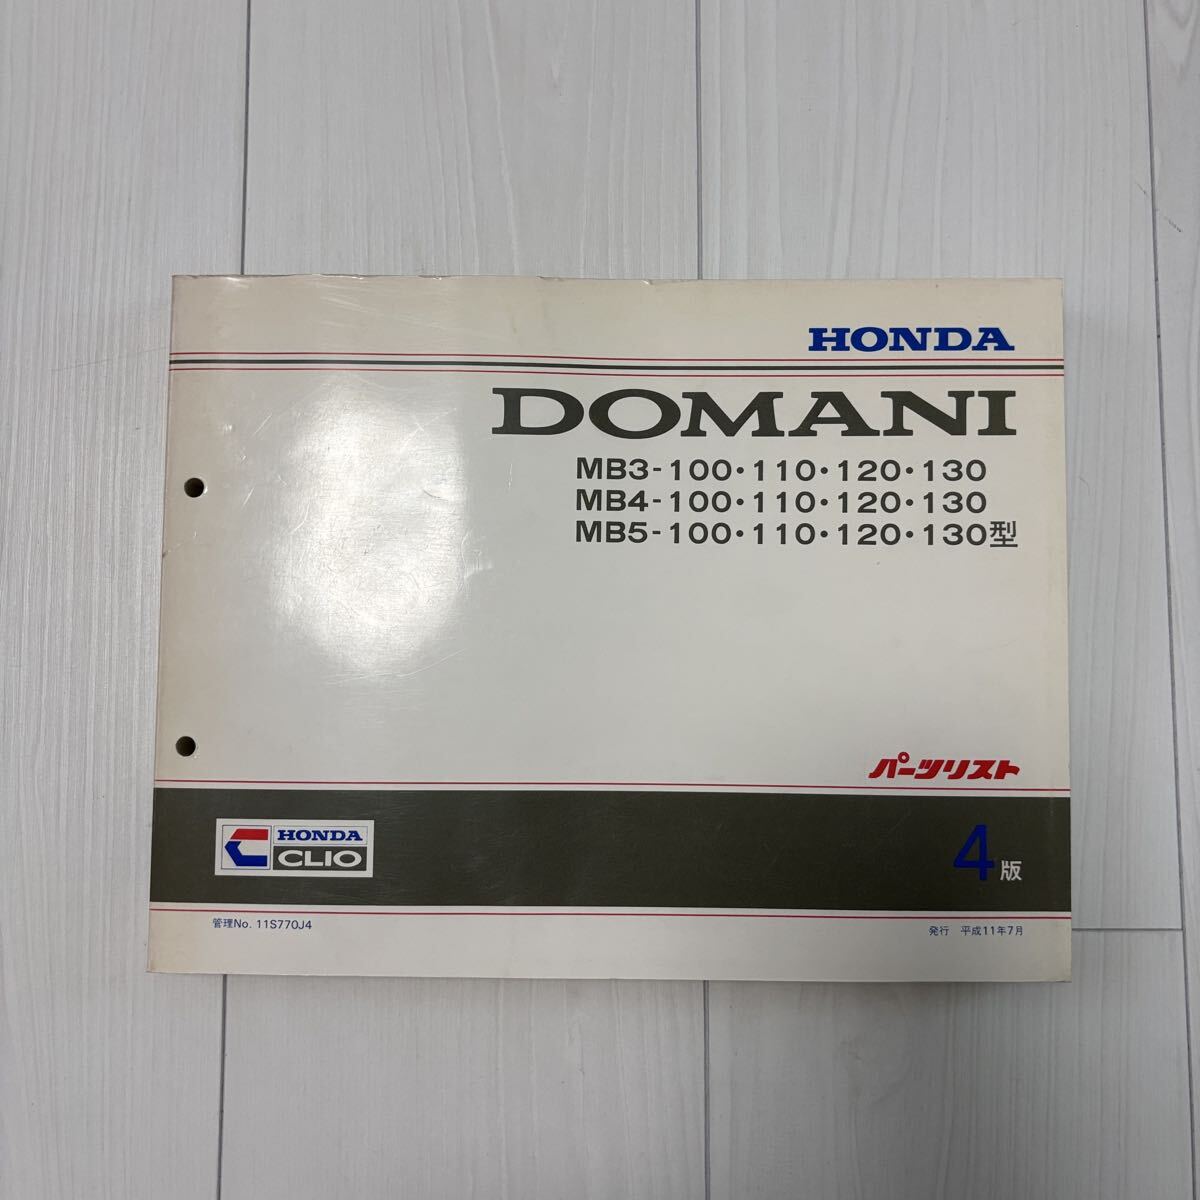 HONDA
DOMANI
MB3-100・110・120・130
MB4-100・110・120・130
MB5-100・110・120・130型
パーツリスト
HONDA
CLIO
4版
管理No. 11S770J4
発行 平成11年7月